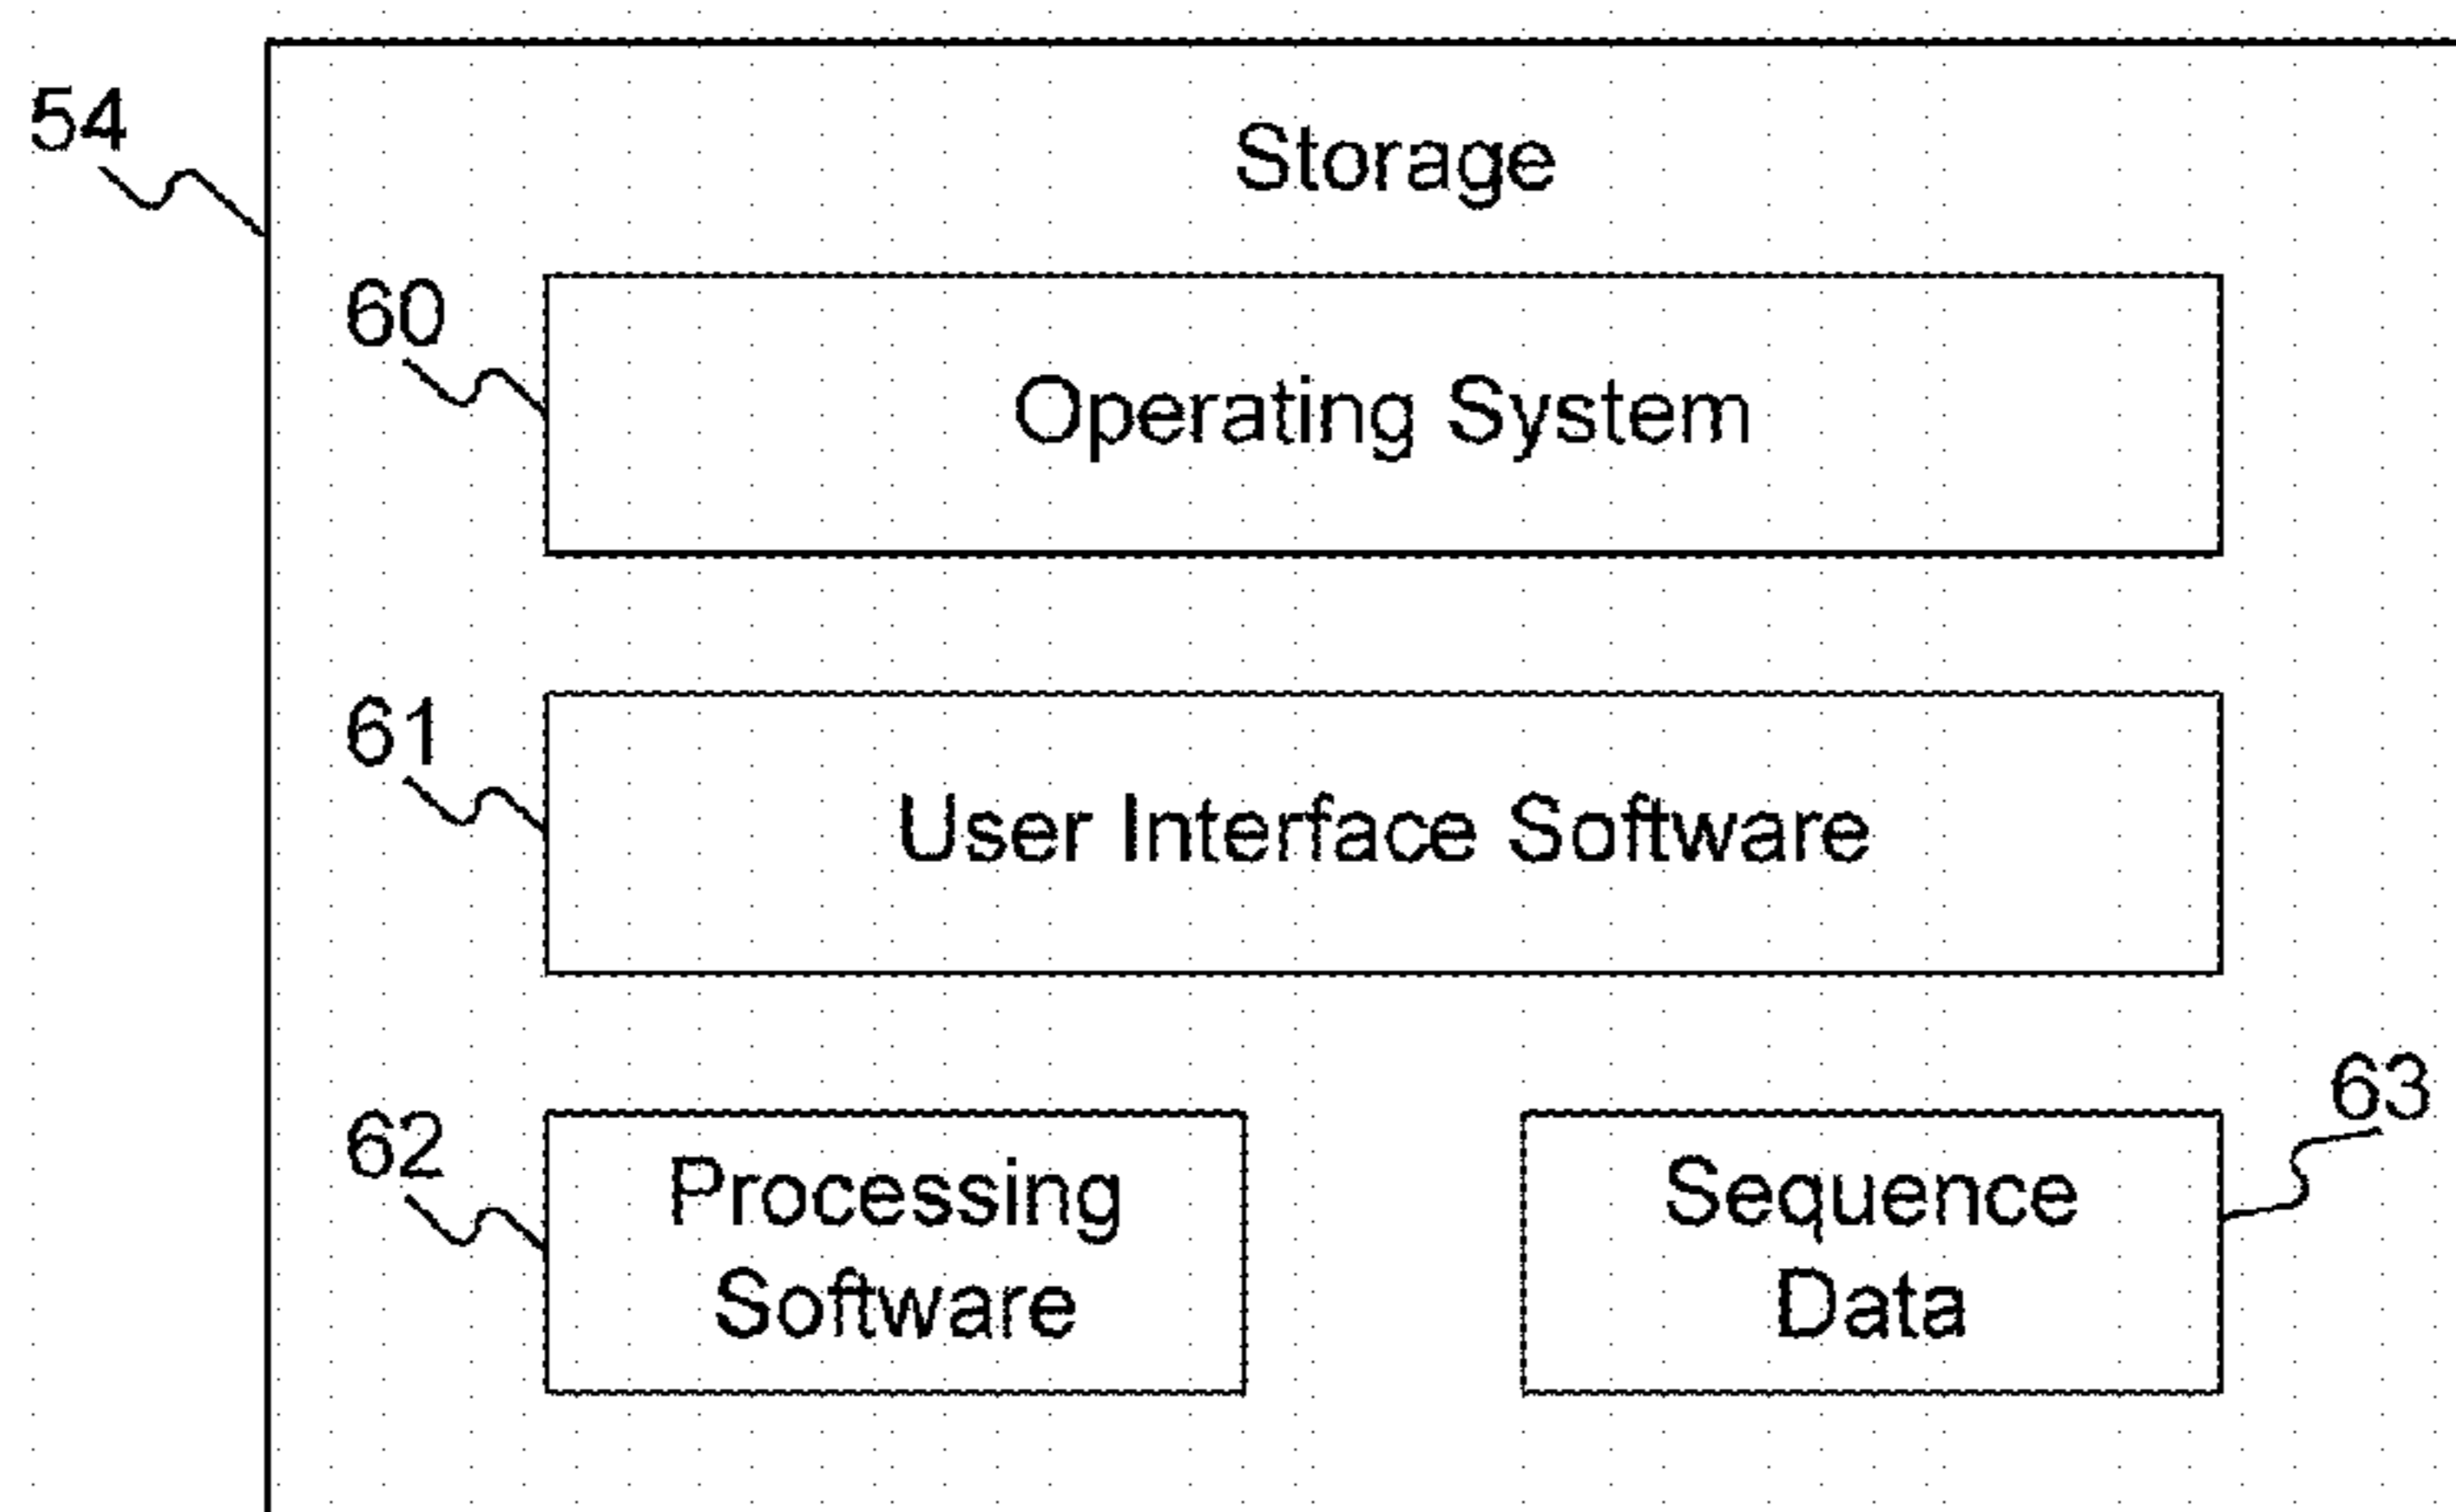 54
Storage
60
Operating System
61
User Interface Software
62
Processing
Software
63
Sequence
Data